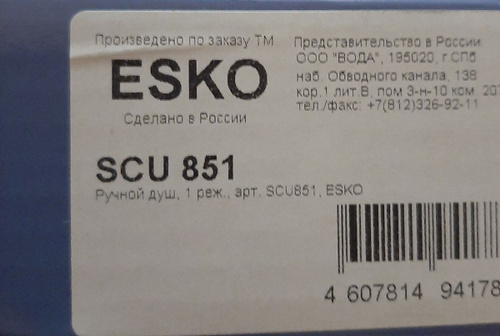 Произведено по заказу ТМ
ESKO
Сделано в России
Представительство в России
ООО "ВОДА", 195020, г.СПб
наб. Обводного канала, 138
кор.1 лит.В, пом 3-н-10 ком
тел./факс: +7(812)326-92-11
SCU 851
Ручной душ, 1 реж., арт. SCU851, ESKO
4 607814 94178